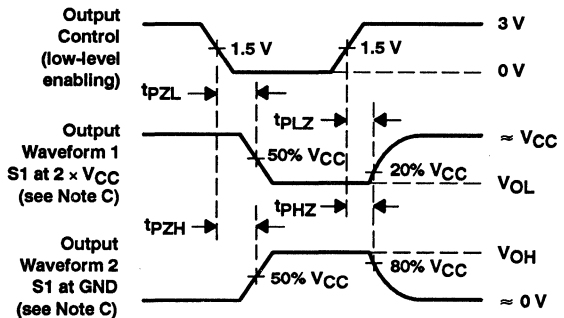 Output
Control
(low-level
enabling)
1.5 V
1.5 V
3 V
0 V
tPZL
tPLZ
Output
Waveform 1
S1 at 2 × VCC
(see Note C)
50% VCC
20% VCC
≈ VCC
VOL
tPZH
tPHZ
Output
Waveform 2
S1 at GND
(see Note C)
50% VCC
80% VCC
VOH
≈ 0 V